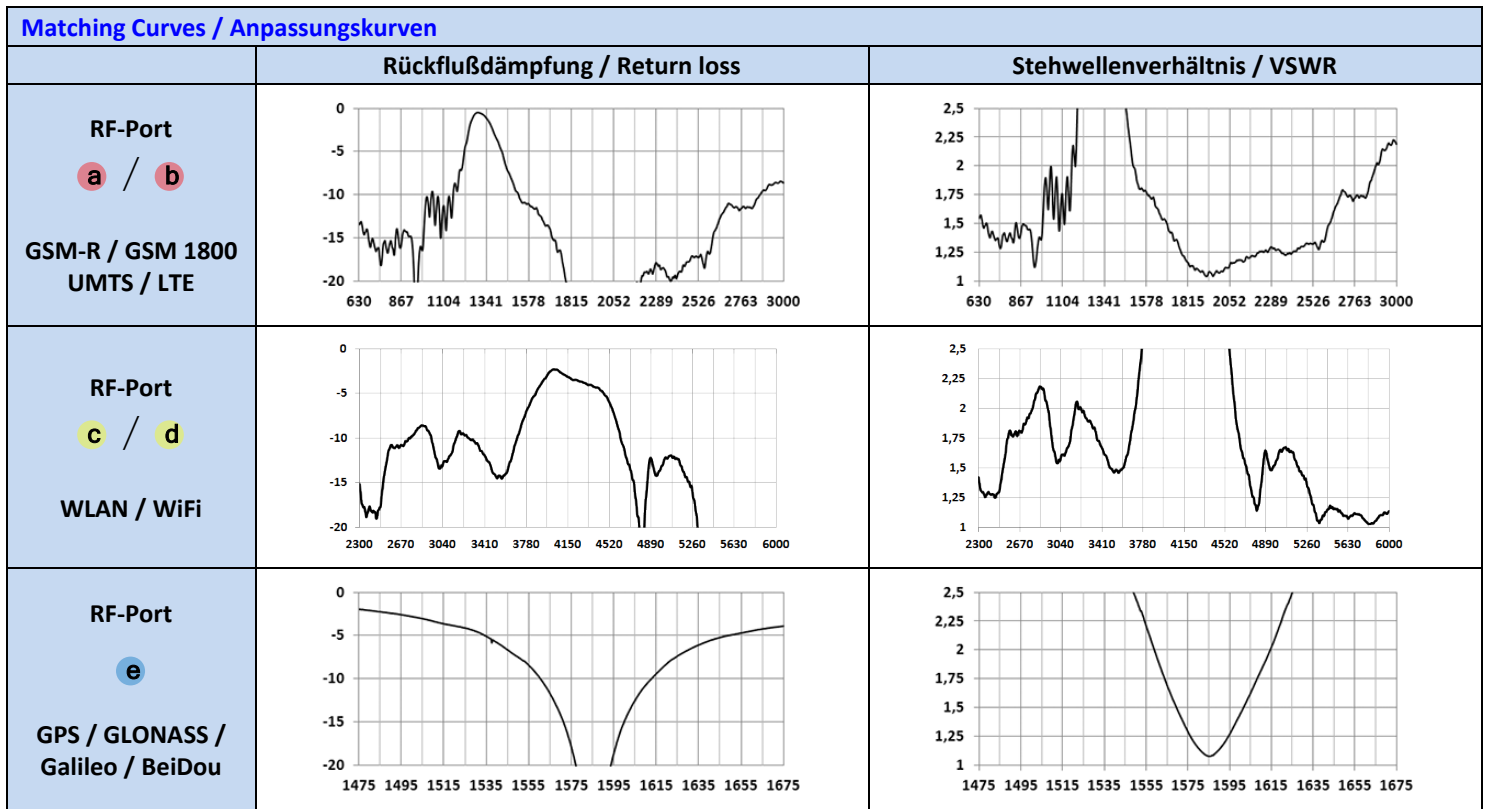 Matching Curves / Anpassungskurven
Rückflußdämpfung / Return loss
Stehwellenverhältnis / VSWR
RF-Port
a / b
GSM-R / GSM 1800
UMTS / LTE
0
-5
-10
-15
-20
630 867 1104 1341 1578 1815 2052 2289 2526 2763 3000
2,5
2,25
2
1,75
1,5
1,25
1
630 867 1104 1341 1578 1815 2052 2289 2526 2763 3000
RF-Port
c / d
WLAN / WiFi
0
-5
-10
-15
-20
2300 2670 3040 3410 3780 4150 4520 4890 5260 5630 6000
2,5
2,25
2
1,75
1,5
1,25
1
2300 2670 3040 3410 3780 4150 4520 4890 5260 5630 6000
RF-Port
e
GPS / GLONASS /
Galileo / BeiDou
0
-5
-10
-15
-20
1475 1495 1515 1535 1555 1575 1595 1615 1635 1655 1675
2,5
2,25
2
1,75
1,5
1,25
1
1475 1495 1515 1535 1555 1575 1595 1615 1635 1655 1675